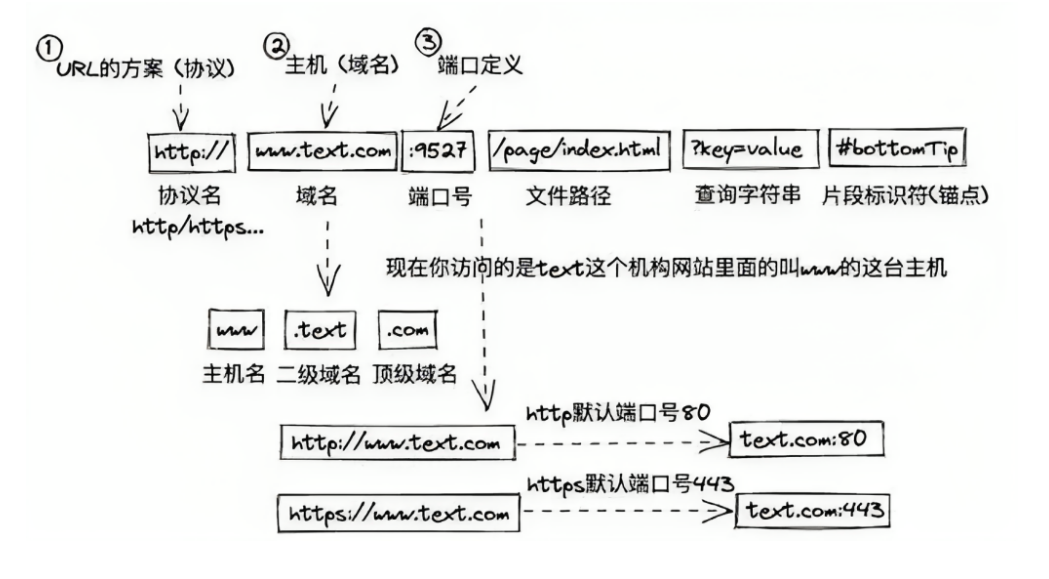 ① ② ③
URL的方案（协议） 主机（域名） 端口定义
http:// www.text.com :9527 /page/index.html ?key=value #bottomTip
协议名 域名 端口号 文件路径 查询字符串 片段标识符(锚点)
http/https...
现在你访问的是text这个机构网站里面的叫www的这台主机
www .text .com
主机名 二级域名 顶级域名
http默认端口号80
http://www.text.com text.com:80
https默认端口号443
https://www.text.com text.com:443